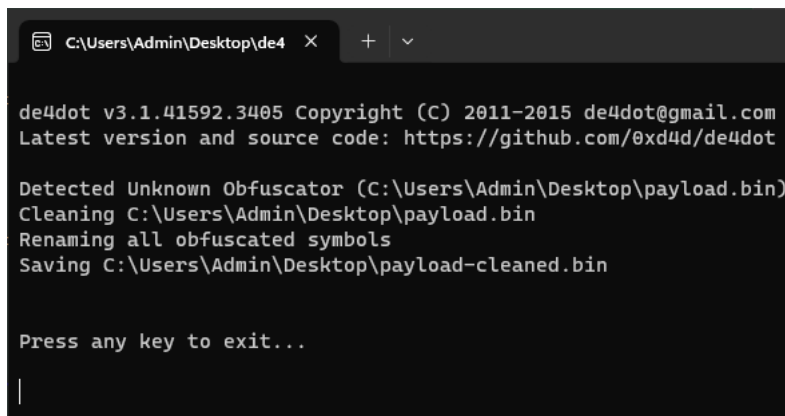 C:\Users\Admin\Desktop\de4
de4dot v3.1.41592.3405 Copyright (C) 2011-2015 de4dot@gmail.com
Latest version and source code: https://github.com/0xd4d/de4dot
Detected Unknown Obfuscator (C:\Users\Admin\Desktop\payload.bin)
Cleaning C:\Users\Admin\Desktop\payload.bin
Renaming all obfuscated symbols
Saving C:\Users\Admin\Desktop\payload-cleaned.bin
Press any key to exit...